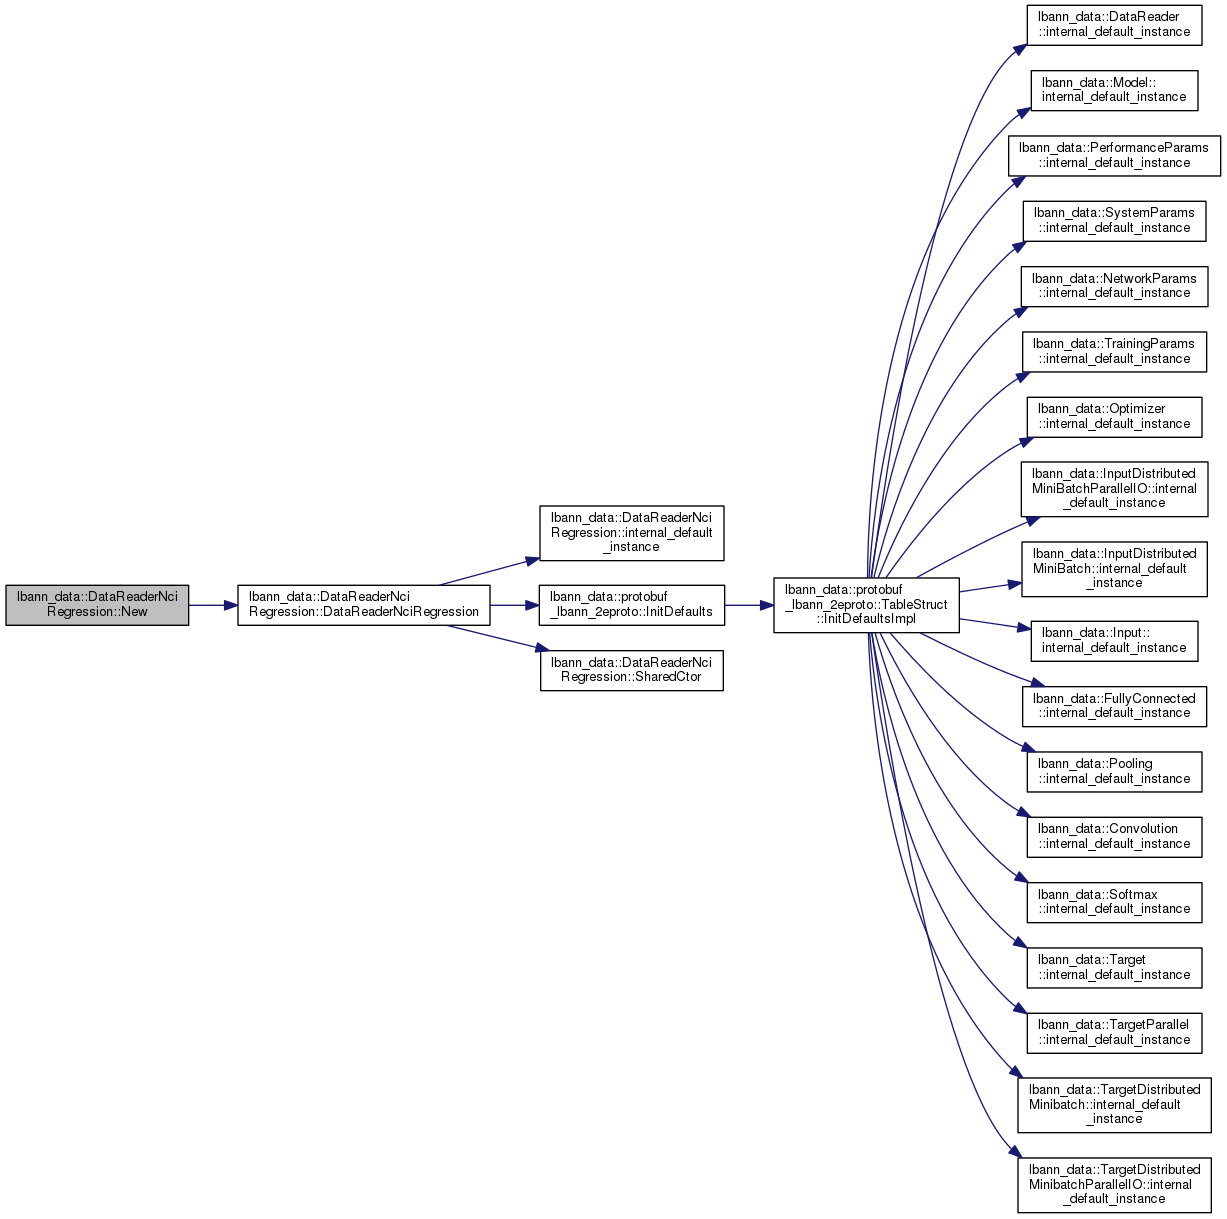 lbann_data::DataReaderNci
Regression::New
lbann_data::DataReaderNci
Regression::DataReaderNciRegression
lbann_data::DataReaderNci
Regression::internal_default
_instance
lbann_data::protobuf
_lbann_2eproto::InitDefaults
lbann_data::DataReaderNci
Regression::SharedCtor
lbann_data::protobuf
_lbann_2eproto::TableStruct
::InitDefaultsImpl
lbann_data::DataReader
::internal_default_instance
lbann_data::Model::
internal_default_instance
lbann_data::PerformanceParams
::internal_default_instance
lbann_data::SystemParams
::internal_default_instance
lbann_data::NetworkParams
::internal_default_instance
lbann_data::TrainingParams
::internal_default_instance
lbann_data::Optimizer
::internal_default_instance
lbann_data::InputDistributed
MiniBatchParallelIO::internal
_default_instance
lbann_data::InputDistributed
MiniBatch::internal_default
_instance
lbann_data::Input::
internal_default_instance
lbann_data::FullyConnected
::internal_default_instance
lbann_data::Pooling
::internal_default_instance
lbann_data::Convolution
::internal_default_instance
lbann_data::Softmax
::internal_default_instance
lbann_data::Target
::internal_default_instance
lbann_data::TargetParallel
::internal_default_instance
lbann_data::TargetDistributed
Minibatch::internal_default
_instance
lbann_data::TargetDistributed
MinibatchParallelIO::internal
_default_instance